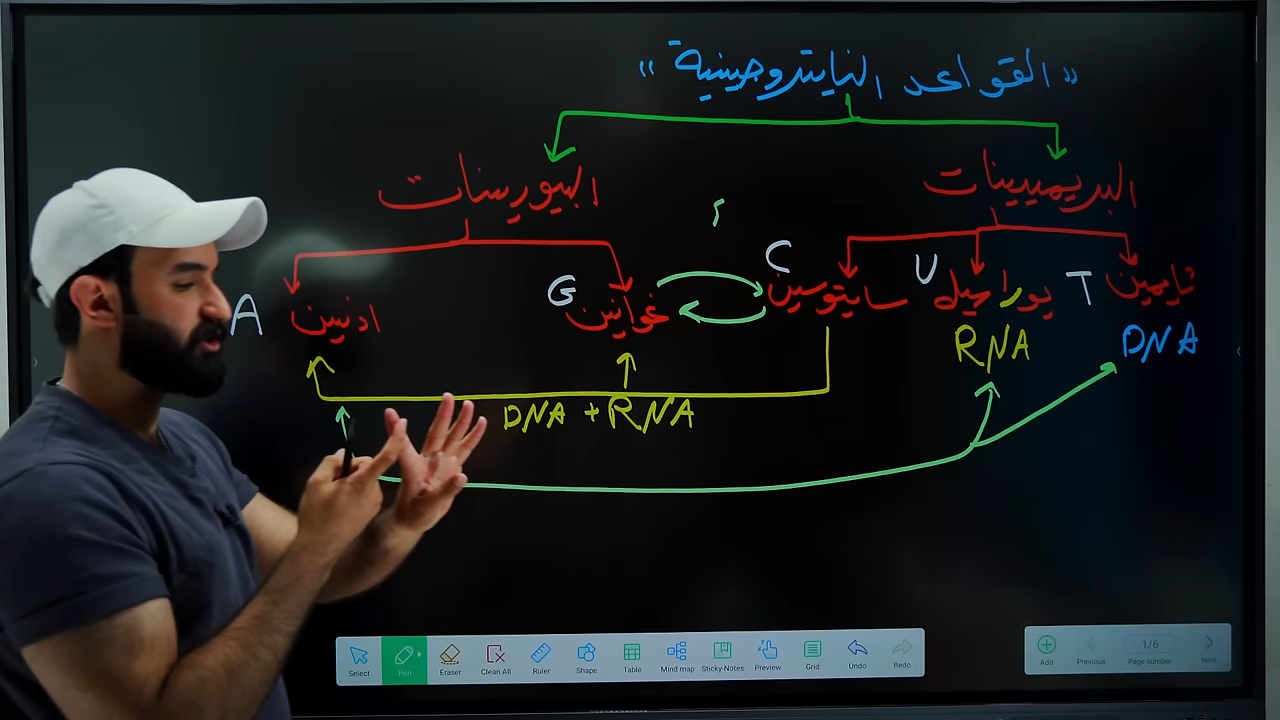 « القواعد النايتروجينية »
البريميدينات
البيورينات
تايمين T
يوراسيل U
سايتوسين C
غوانين G
ادنين A
DNA
RNA
DNA + RNA
Select
Pen
Eraser
Clean All
Ruler
Shape
Table
Mind map
Sticky-Notes
Preview
Grid
Undo
Redo
Add
Previous
1/6
Page number
Next